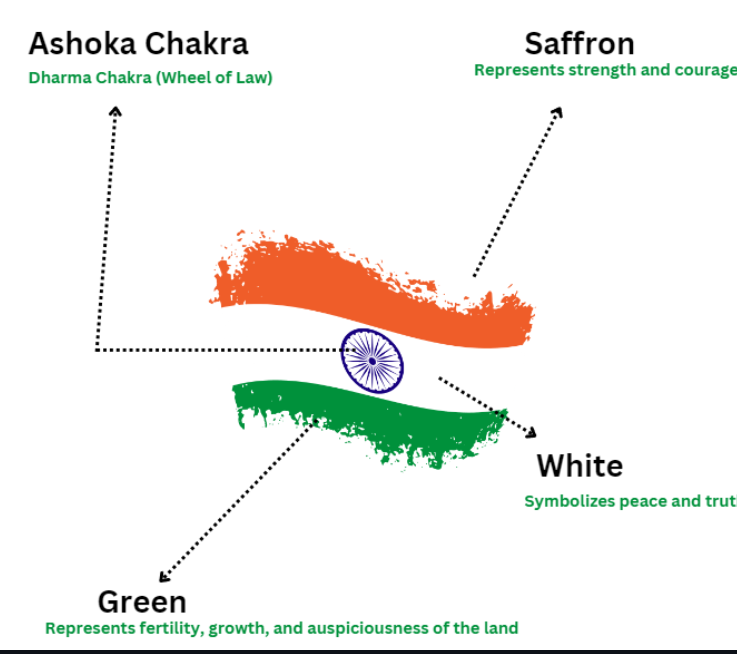 Ashoka Chakra
Dharma Chakra (Wheel of Law)
Saffron
Represents strength and courage
White
Symbolizes peace and trut
Green
Represents fertility, growth, and auspiciousness of the land